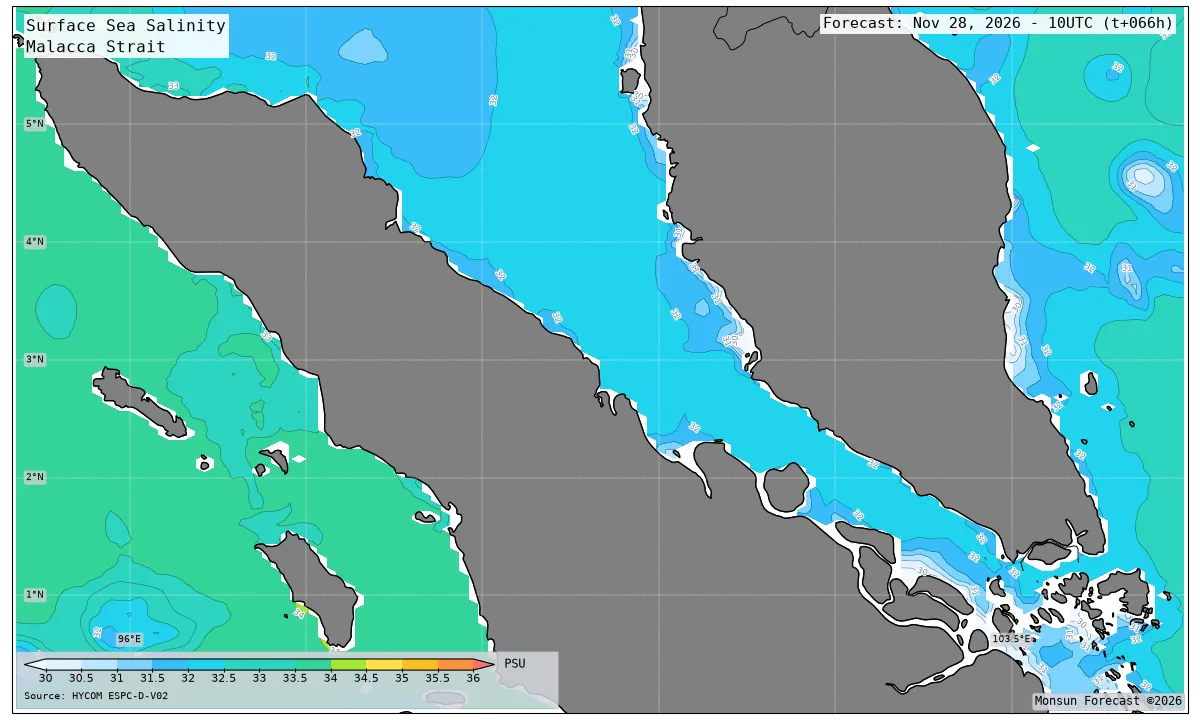 Surface Sea Salinity
Malacca Strait
Forecast: Nov 28, 2026 - 10UTC (t+066h)
5°N
4°N
3°N
2°N
1°N
96°E
103.5°E
30 30.5 31 31.5 32 32.5 33 33.5 34 34.5 35 35.5 36
PSU
Source: HYCOM ESPC-D-V02
Monsun Forecast ©2026